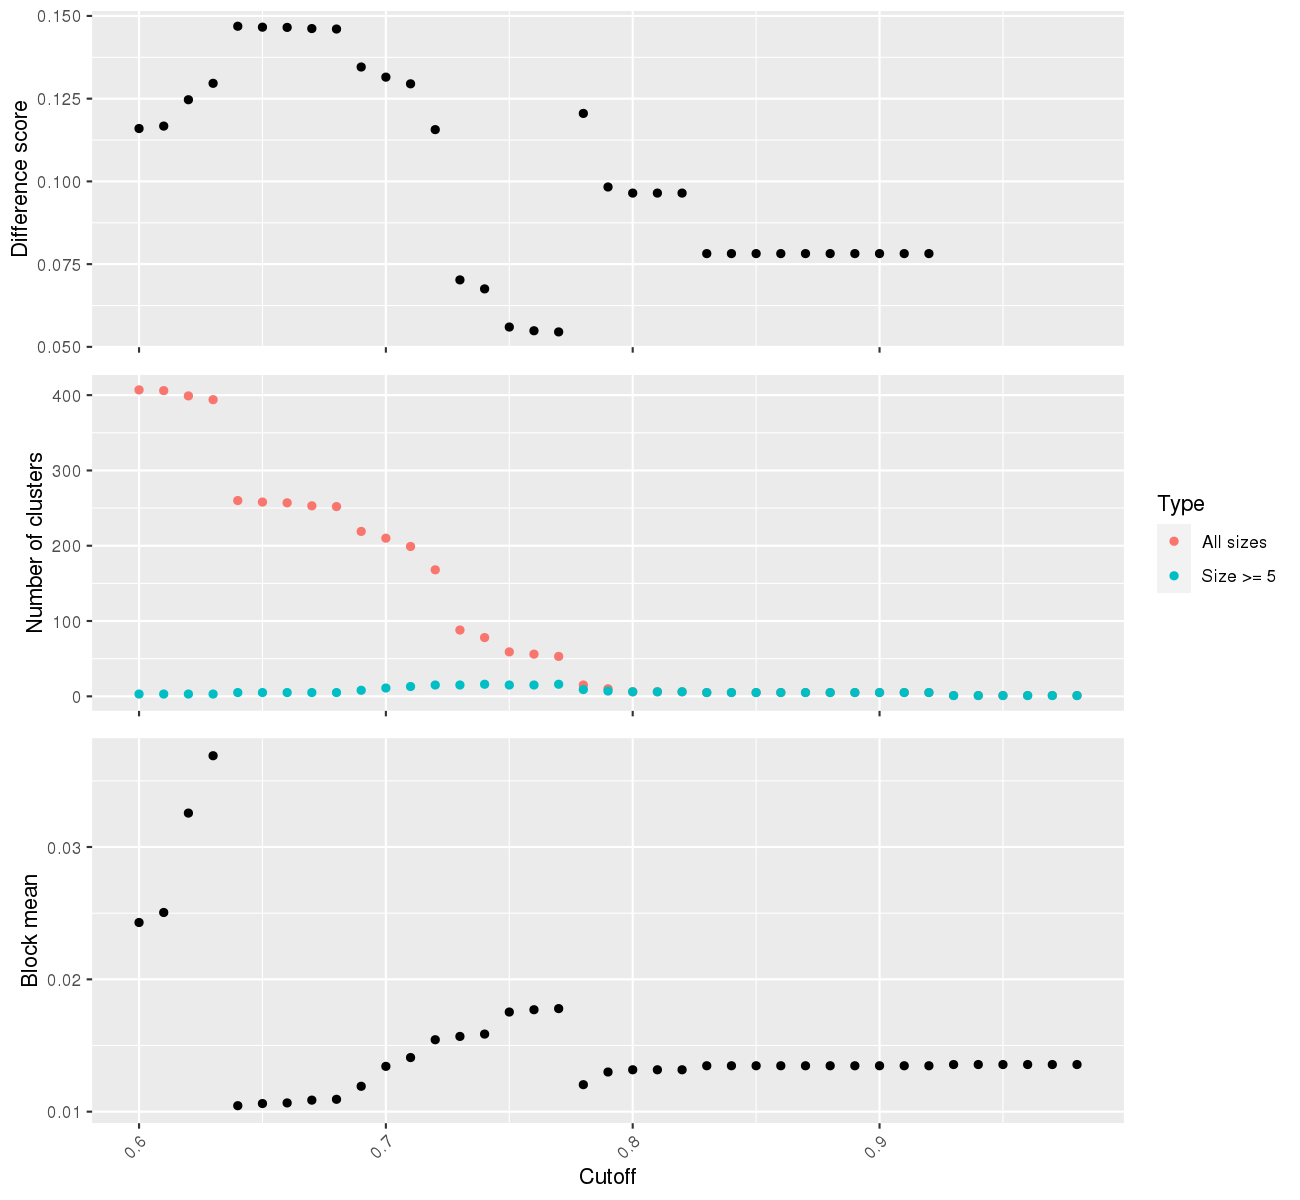 Difference score
0.150
0.125
0.100
0.075
0.050
Number of clusters
400
300
200
100
0
Type
All sizes
Size >= 5
Block mean
0.03
0.02
0.01
0.6
0.7
0.8
0.9
Cutoff